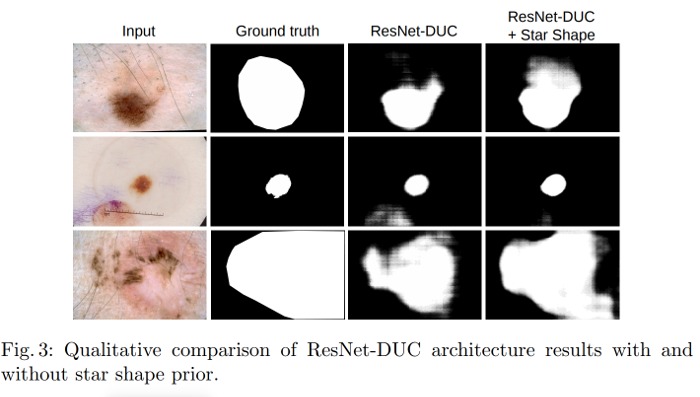 Input
Ground truth
ResNet-DUC
ResNet-DUC
+ Star Shape
Fig. 3: Qualitative comparison of ResNet-DUC architecture results with and
without star shape prior.